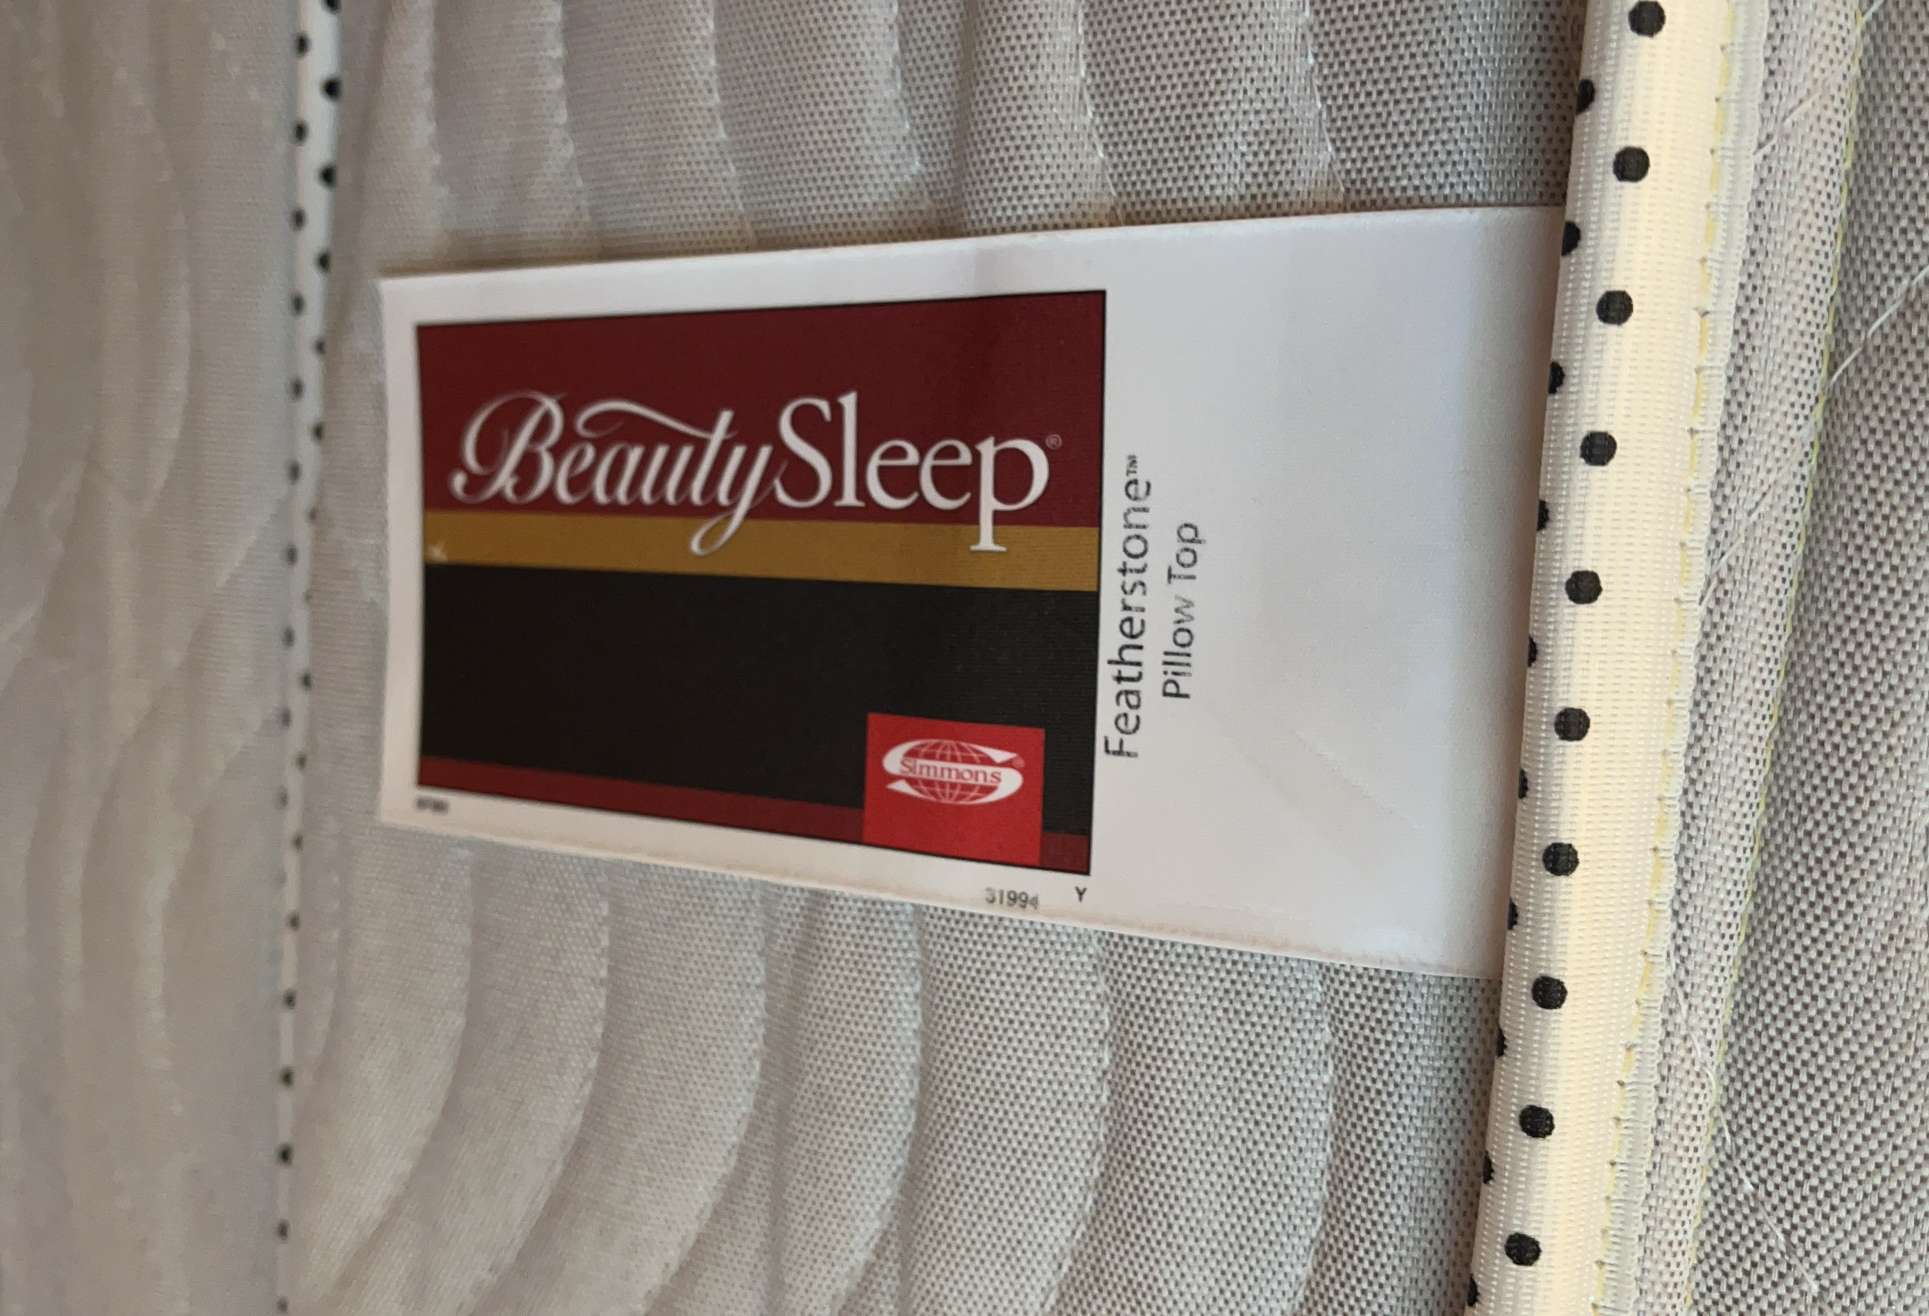 BeautySleep®
Simmons®
31994
Y
Featherstone™
Pillow Top